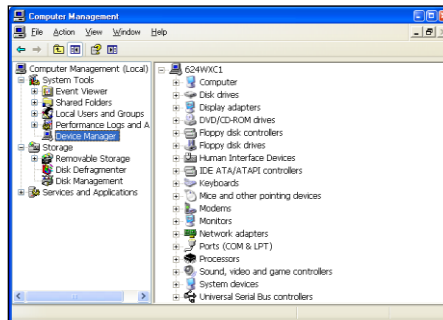 Computer Management
File Action View Window Help
Computer Management (Local)
System Tools
Event Viewer
Shared Folders
Local Users and Groups
Performance Logs and A
Device Manager
Storage
Removable Storage
Disk Defragmenter
Disk Management
Services and Applications
624WXC1
Computer
Disk drives
Display adapters
DVD/CD-ROM drives
Floppy disk controllers
Floppy disk drives
Human Interface Devices
IDE ATA/ATAPI controllers
Keyboards
Mice and other pointing devices
Modems
Monitors
Network adapters
Ports (COM & LPT)
Processors
Sound, video and game controllers
System devices
Universal Serial Bus controllers